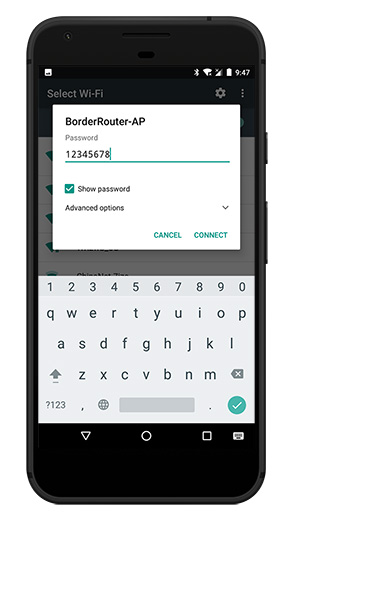 9:47
Select Wi-Fi
BorderRouter-AP
Password
12345678
Show password
Advanced options
CANCEL CONNECT
1 2 3 4 5 6 7 8 9 0
q w e r t y u i o p
a s d f g h j k l
z x c v b n m
?123 , .